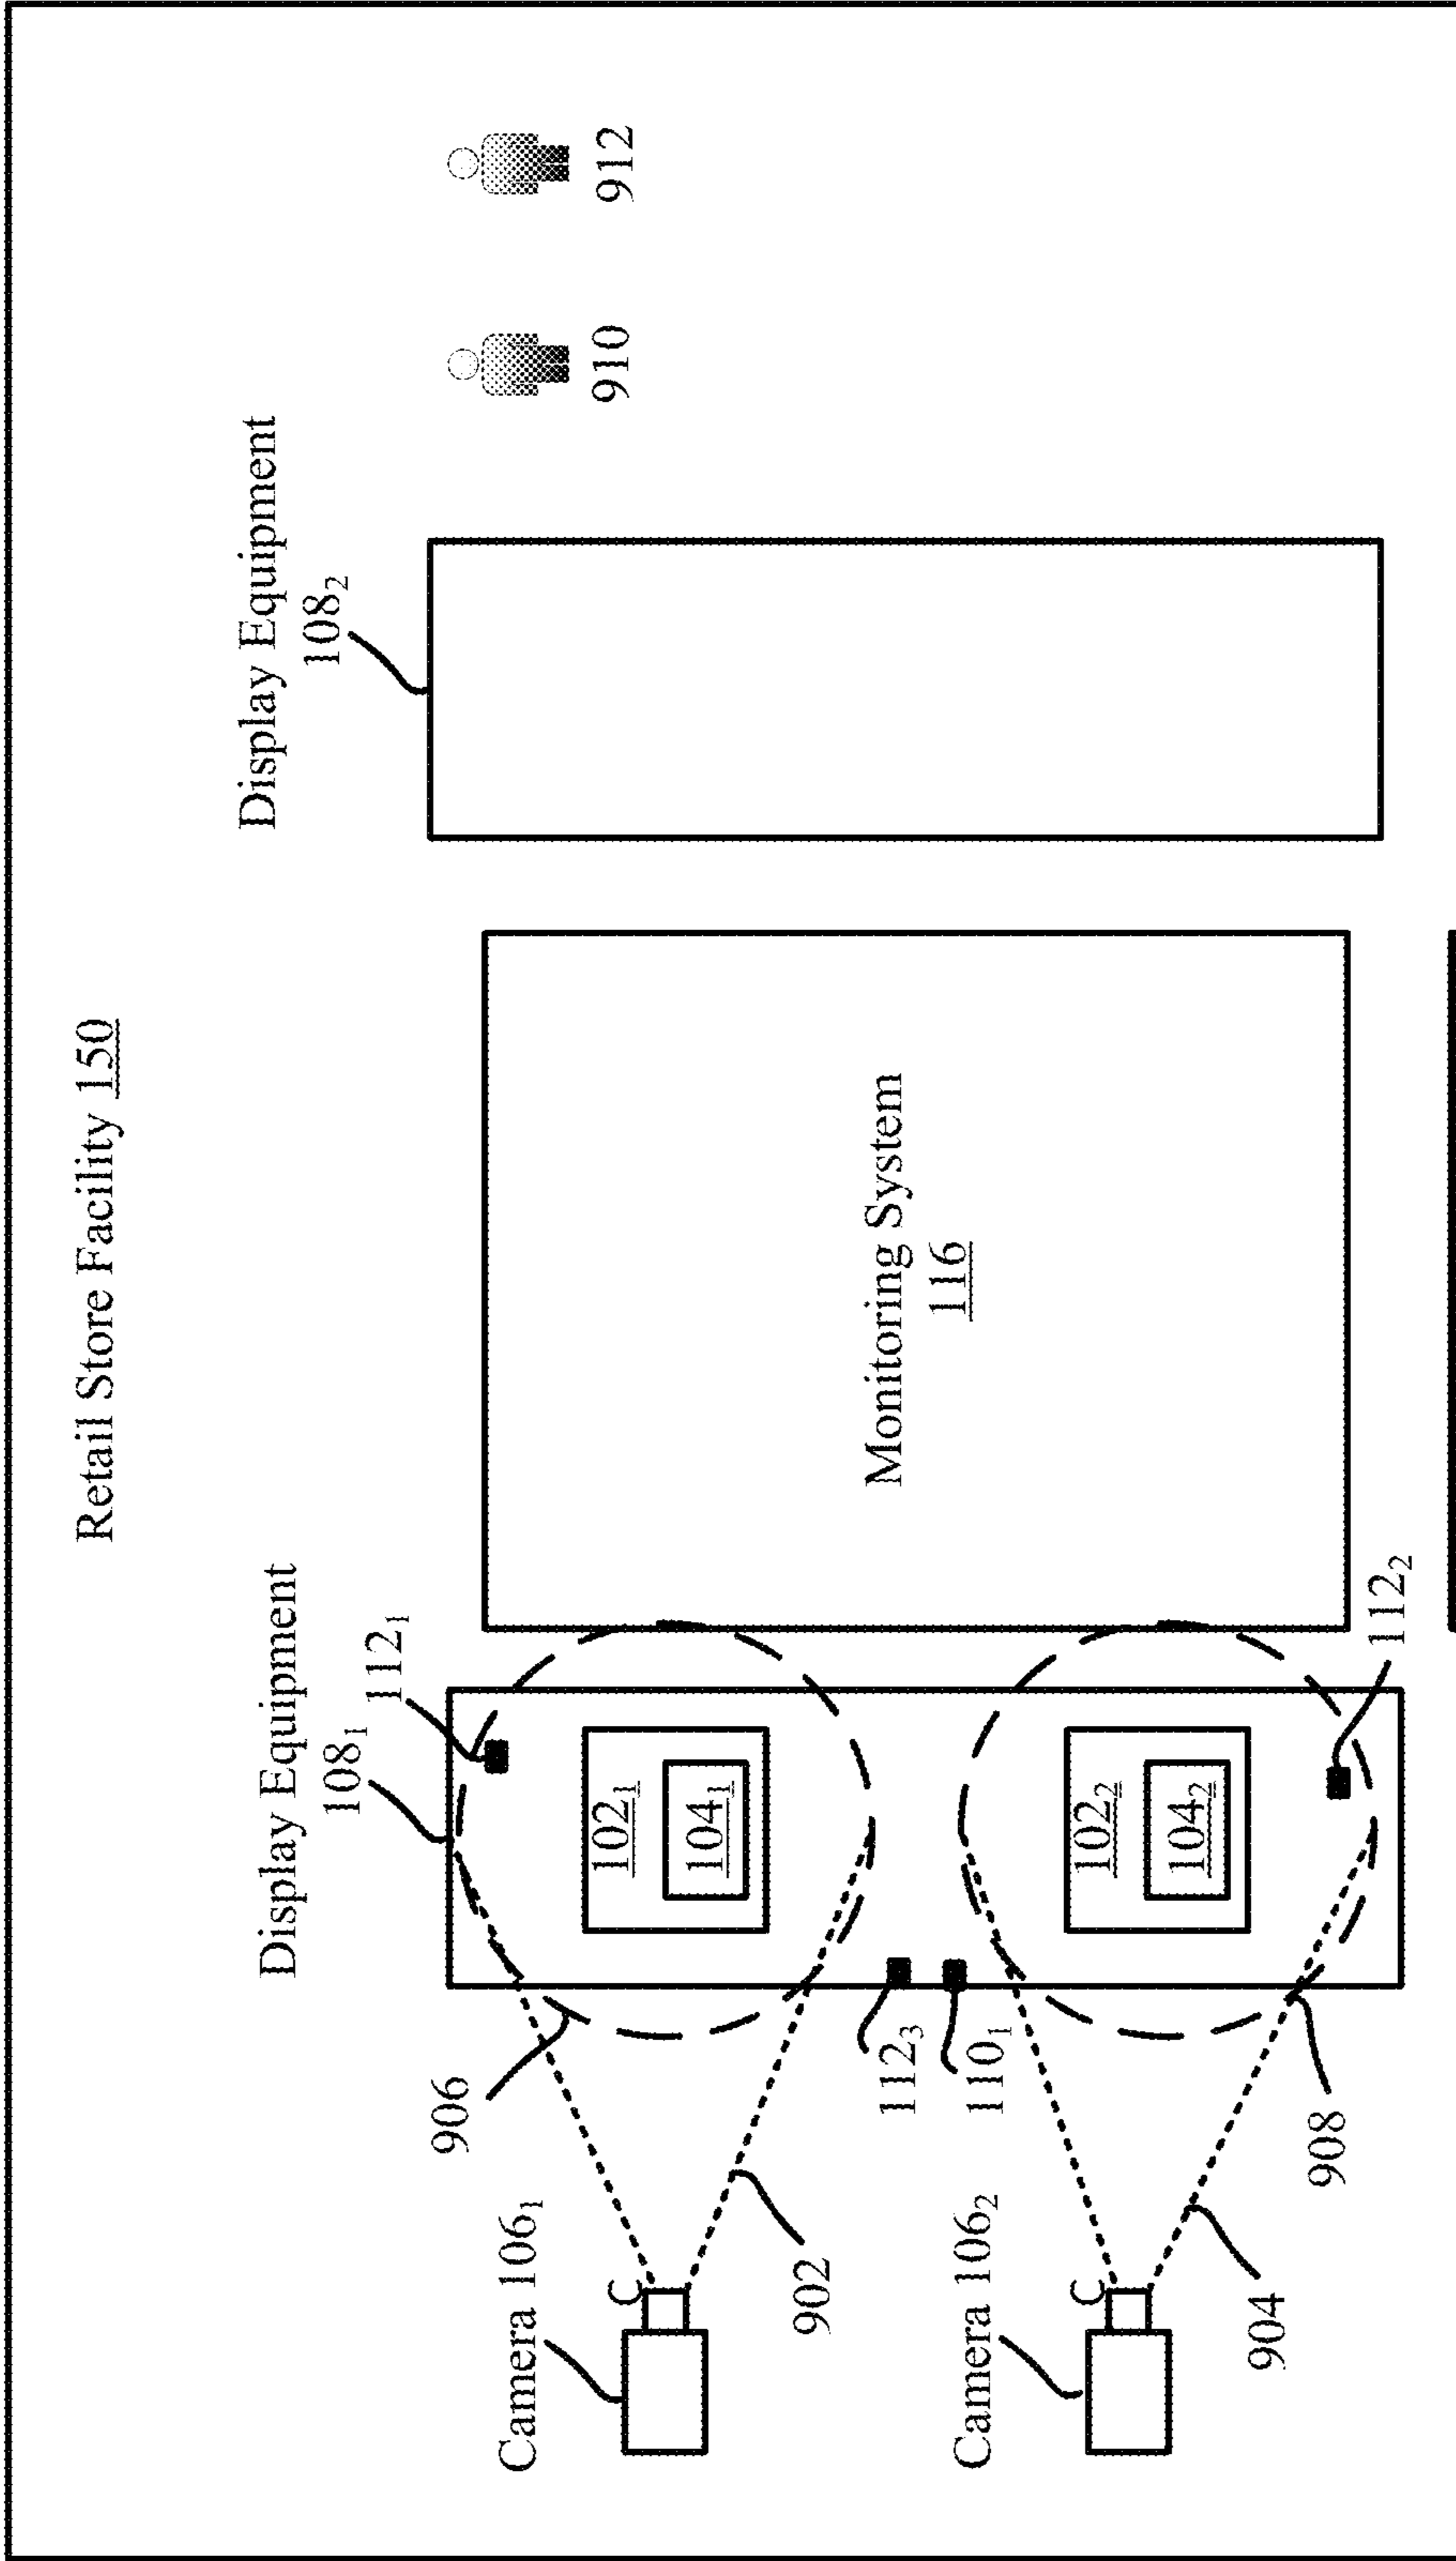 Retail Store Facility 150
Display Equipment
108₁
112₁
Display Equipment
108₂
Camera 106₁
C
906
902
102₁
104₁
112₃
110₁
Monitoring System
116
910
912
Camera 106₂
C
904
908
102₂
104₂
112₂